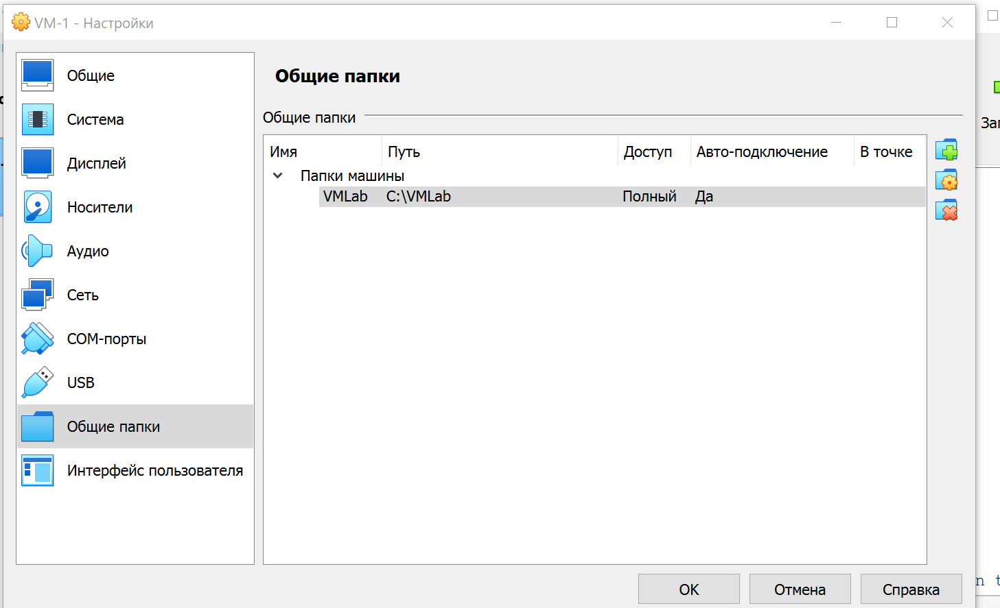 VM-1 - Настройки
Общие
Система
Дисплей
Носители
Аудио
Сеть
COM-порты
USB
Общие папки
Интерфейс пользователя
Общие папки
Общие папки
Имя Путь Доступ Авто-подключение В точке
Папки машины
VMLab C:\VMLab Полный Да
OK Отмена Справка